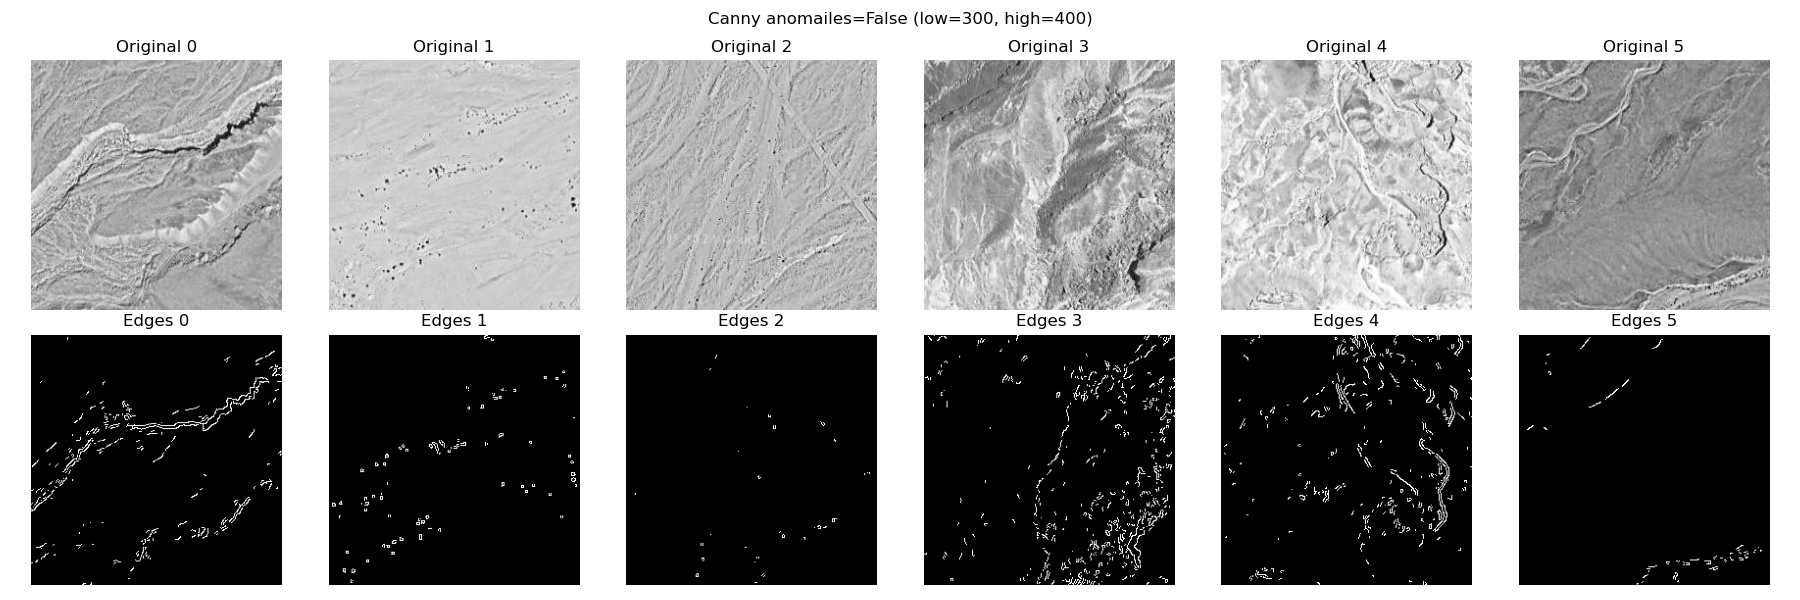 Canny anomailes=False (low=300, high=400)
Original 0
Original 1
Original 2
Original 3
Original 4
Original 5
Edges 0
Edges 1
Edges 2
Edges 3
Edges 4
Edges 5